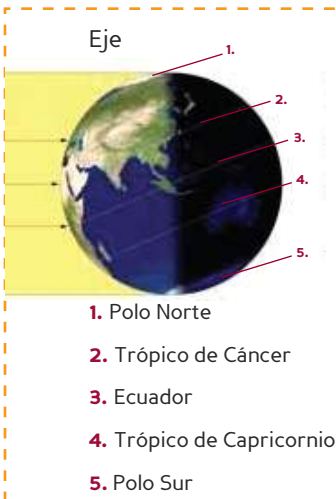 Eje
1.
2.
3.
4.
5.
1. Polo Norte
2. Trópico de Cáncer
3. Ecuador
4. Trópico de Capricornio
5. Polo Sur